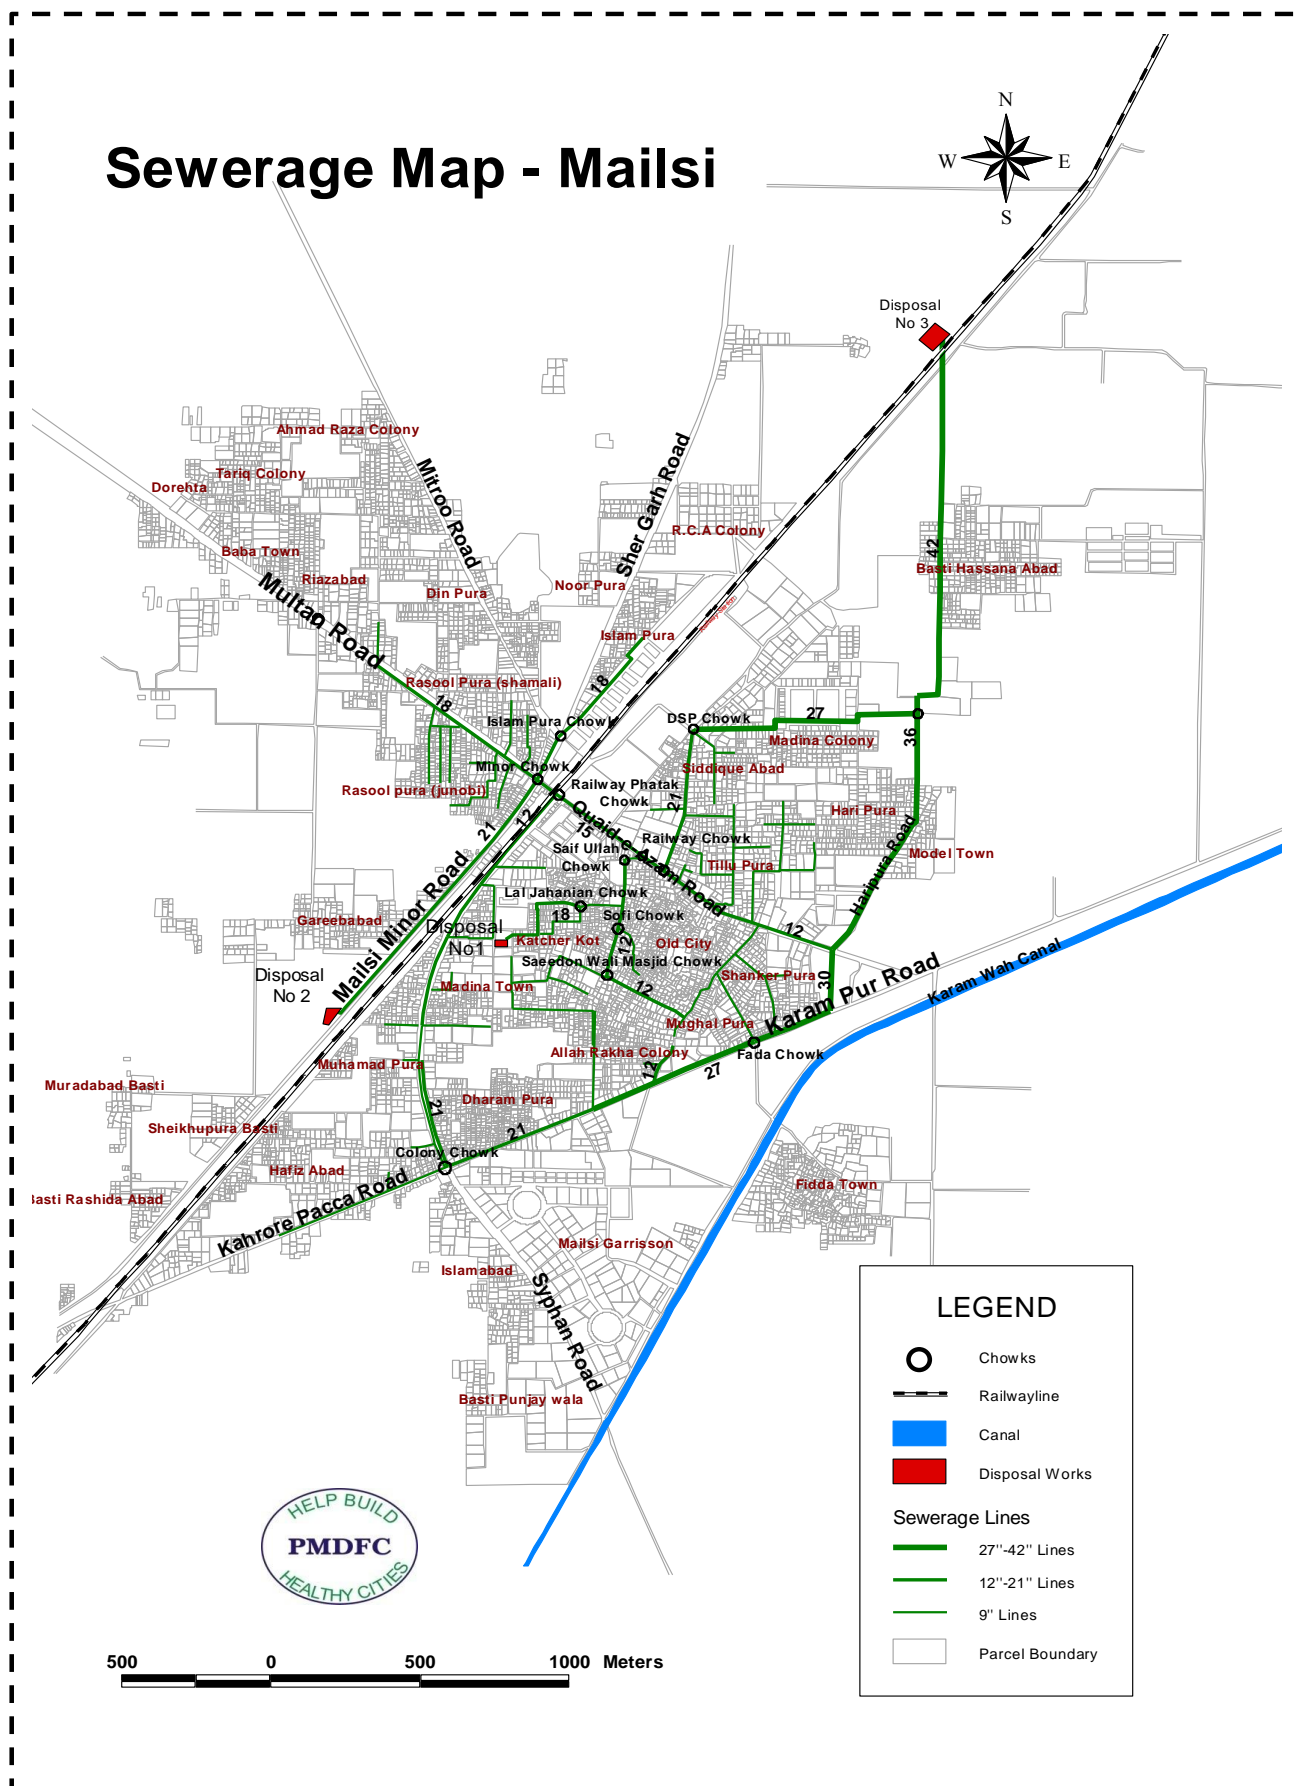 Sewerage Map - Mailsi
N
W
E
S
Disposal
No 3
Ahmad Raza Colony
Tariq Colony
Dorehta
Mitroo Road
Sher Garh Road
R.C.A Colony
Baba Town
Riazabad
Multan Road
Din Pura
Noor Pura
42
Basti Hassana Abad
Islam Pura
Rasool Pura (shamali)
18
18
Islam Pura Chowk
DSP Chowk
27
36
Madina Colony
Minor Chowk
Siddique Abad
Rasool pura (junobi)
Railway Phatak
Chowk
21
Hari Pura
21
12
15
Quaid-e-Azam Road
Railway Chowk
Saif Ullah
Chowk
Tillu Pura
Model Town
Haripura Road
Mailsi Minor Road
Lal Jahanian Chowk
18
Sofi Chowk
Gareebabad
Disposal
No1
Katcher Kot
12
Old City
12
Saeedon Wali Masjid Chowk
Shanker Pura
30
Karam Pur Road
Karam Wah Canal
Disposal
No 2
Madina Town
12
Mughal Pura
Fada Chowk
Allah Rakha Colony
12
27
Muhamad Pura
Muradabad Basti
Dharam Pura
21
21
Sheikhupura Basti
Colony Chowk
Hafiz Abad
Kahrore Pacca Road
Basti Rashida Abad
Fidda Town
Mailsi Garrisson
Islamabad
Syphan Road
Basti Punjay wala
LEGEND
Chowks
Railwayline
Canal
Disposal Works
Sewerage Lines
27"-42" Lines
12"-21" Lines
9" Lines
Parcel Boundary
HELP BUILD
PMDFC
HEALTHY CITIES
500 0 500 1000 Meters